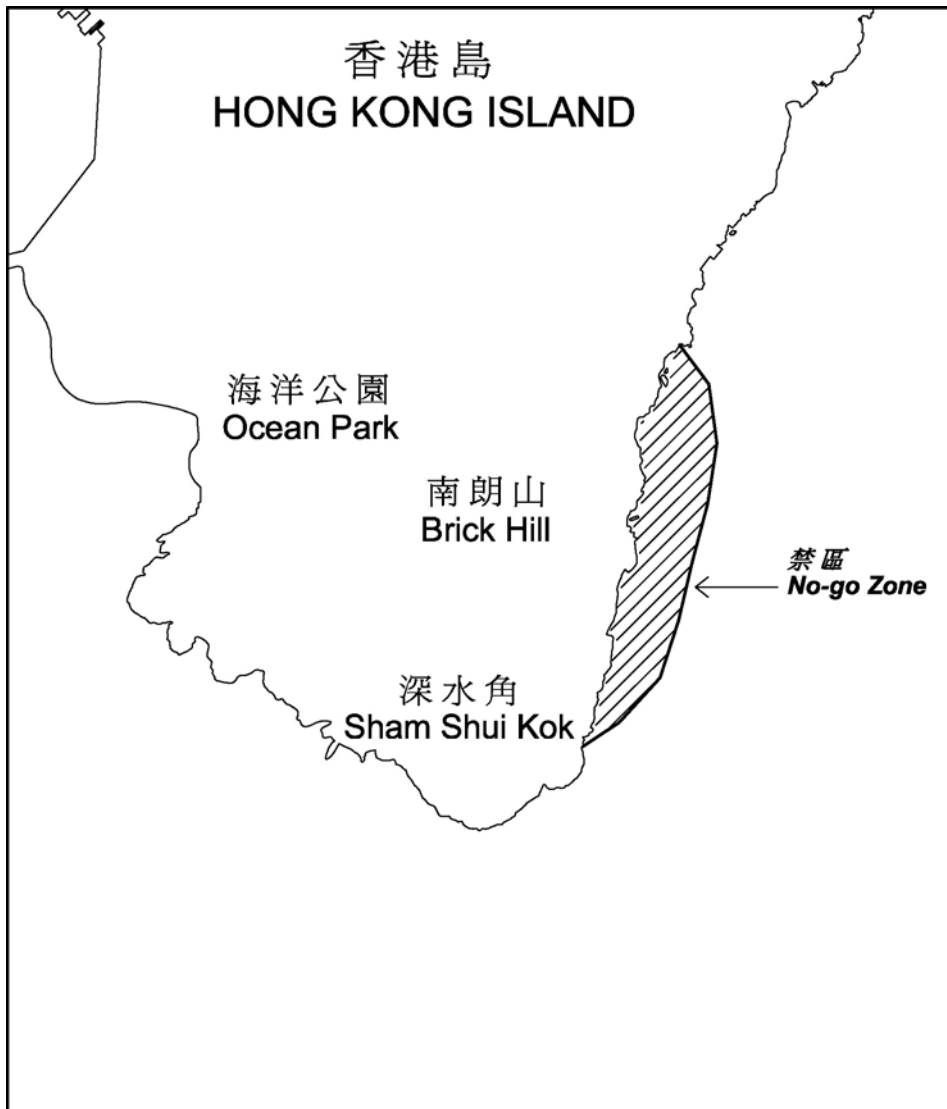 香港島
HONG KONG ISLAND
海洋公園
Ocean Park
南朗山
Brick Hill
禁區
No-go Zone
深水角
Sham Shui Kok